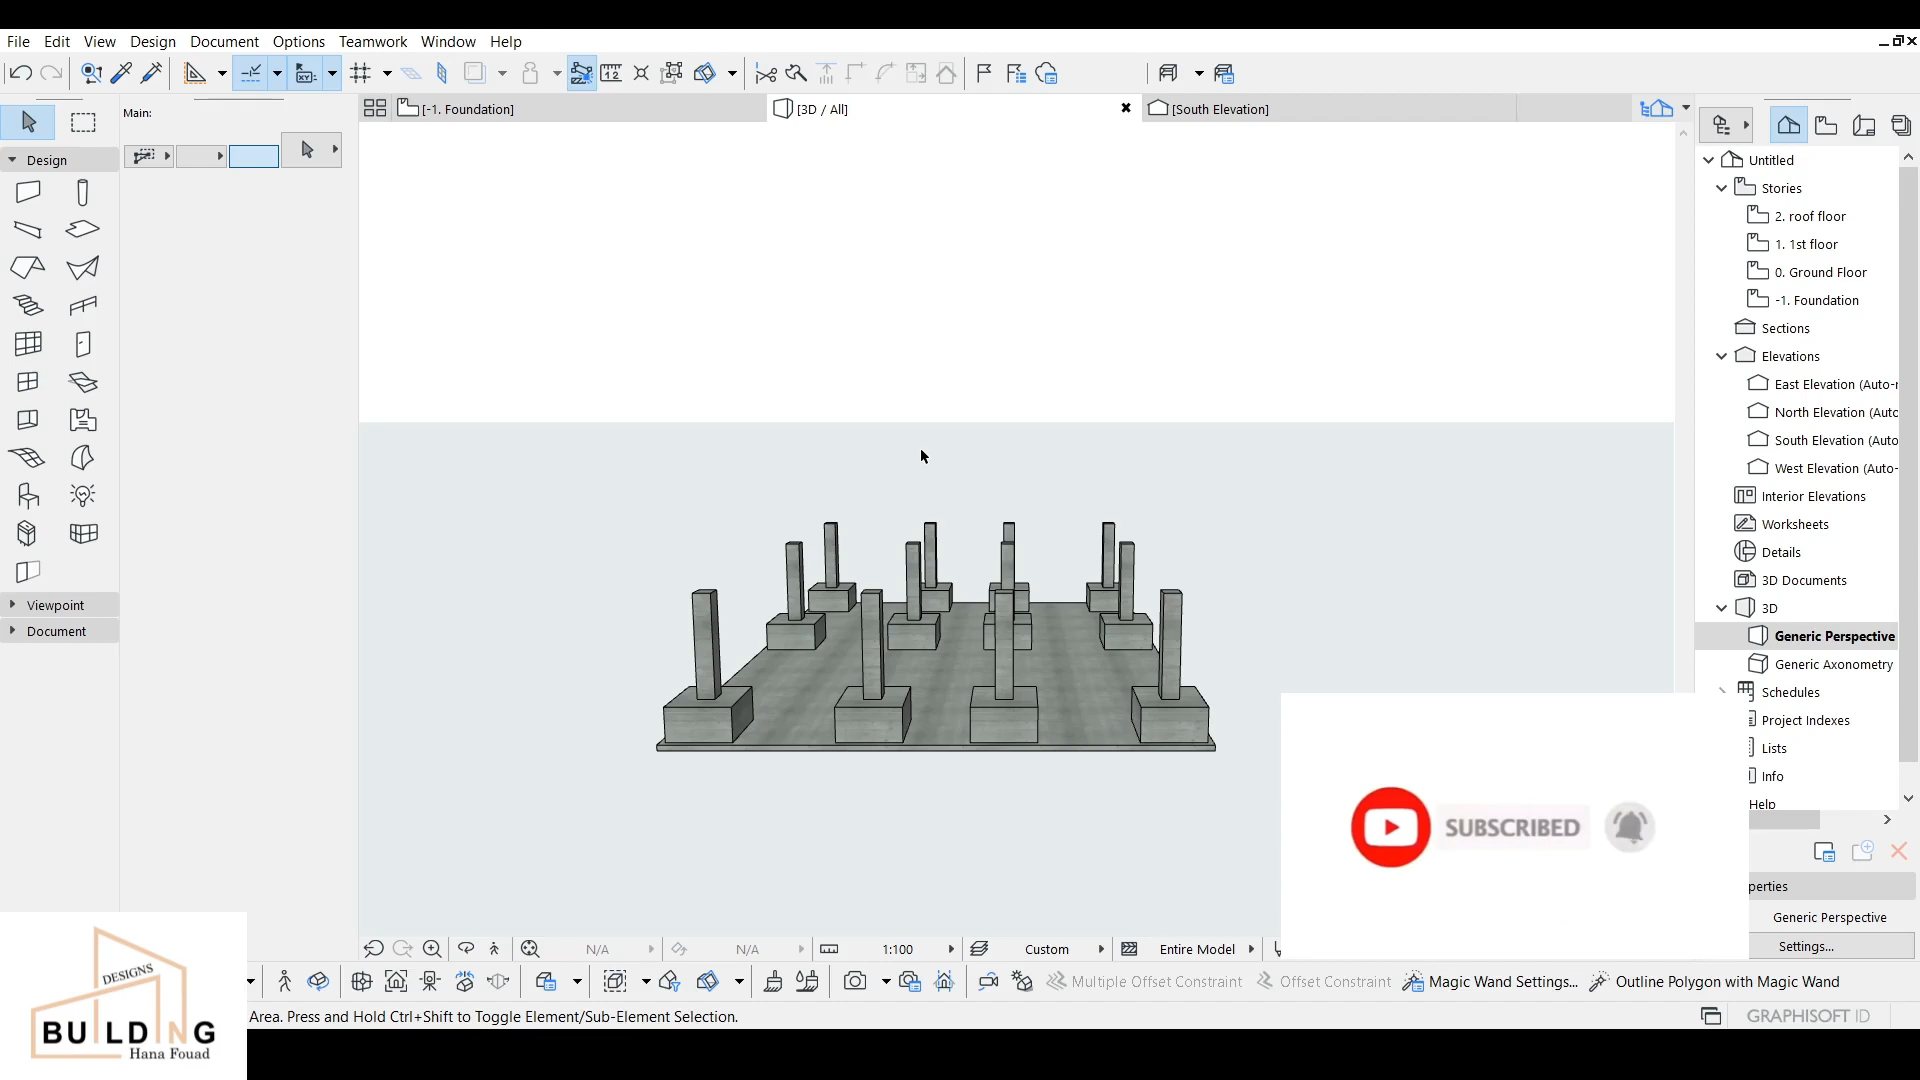 File Edit View Design Document Options Teamwork Window Help
Main:
[-1. Foundation]
[3D / All]
[South Elevation]
Design
Viewpoint
Document
Untitled
Stories
2. roof floor
1. 1st floor
0. Ground Floor
-1. Foundation
Sections
Elevations
East Elevation (Auto-r
North Elevation (Auto
South Elevation (Auto
West Elevation (Auto-
Interior Elevations
Worksheets
Details
3D Documents
3D
Generic Perspective
Generic Axonometry
Schedules
Project Indexes
Lists
Info
Help
perties
Generic Perspective
Settings...
SUBSCRIBED
N/A N/A 1:100 Custom Entire Model
Multiple Offset Constraint Offset Constraint Magic Wand Settings... Outline Polygon with Magic Wand
Area. Press and Hold Ctrl+Shift to Toggle Element/Sub-Element Selection.
GRAPHISOFT ID
DESIGNS
BUILDING
Hana Fouad